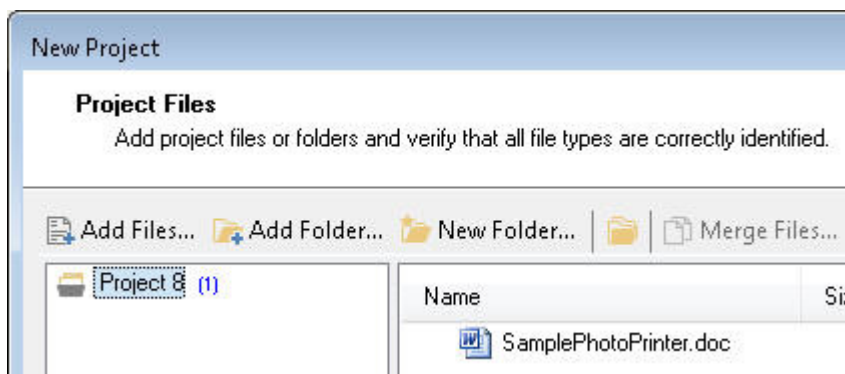 New Project
Project Files
Add project files or folders and verify that all file types are correctly identified.
Add Files... Add Folder... New Folder... Merge Files...
Project 8 (1)
Name
SamplePhotoPrinter.doc